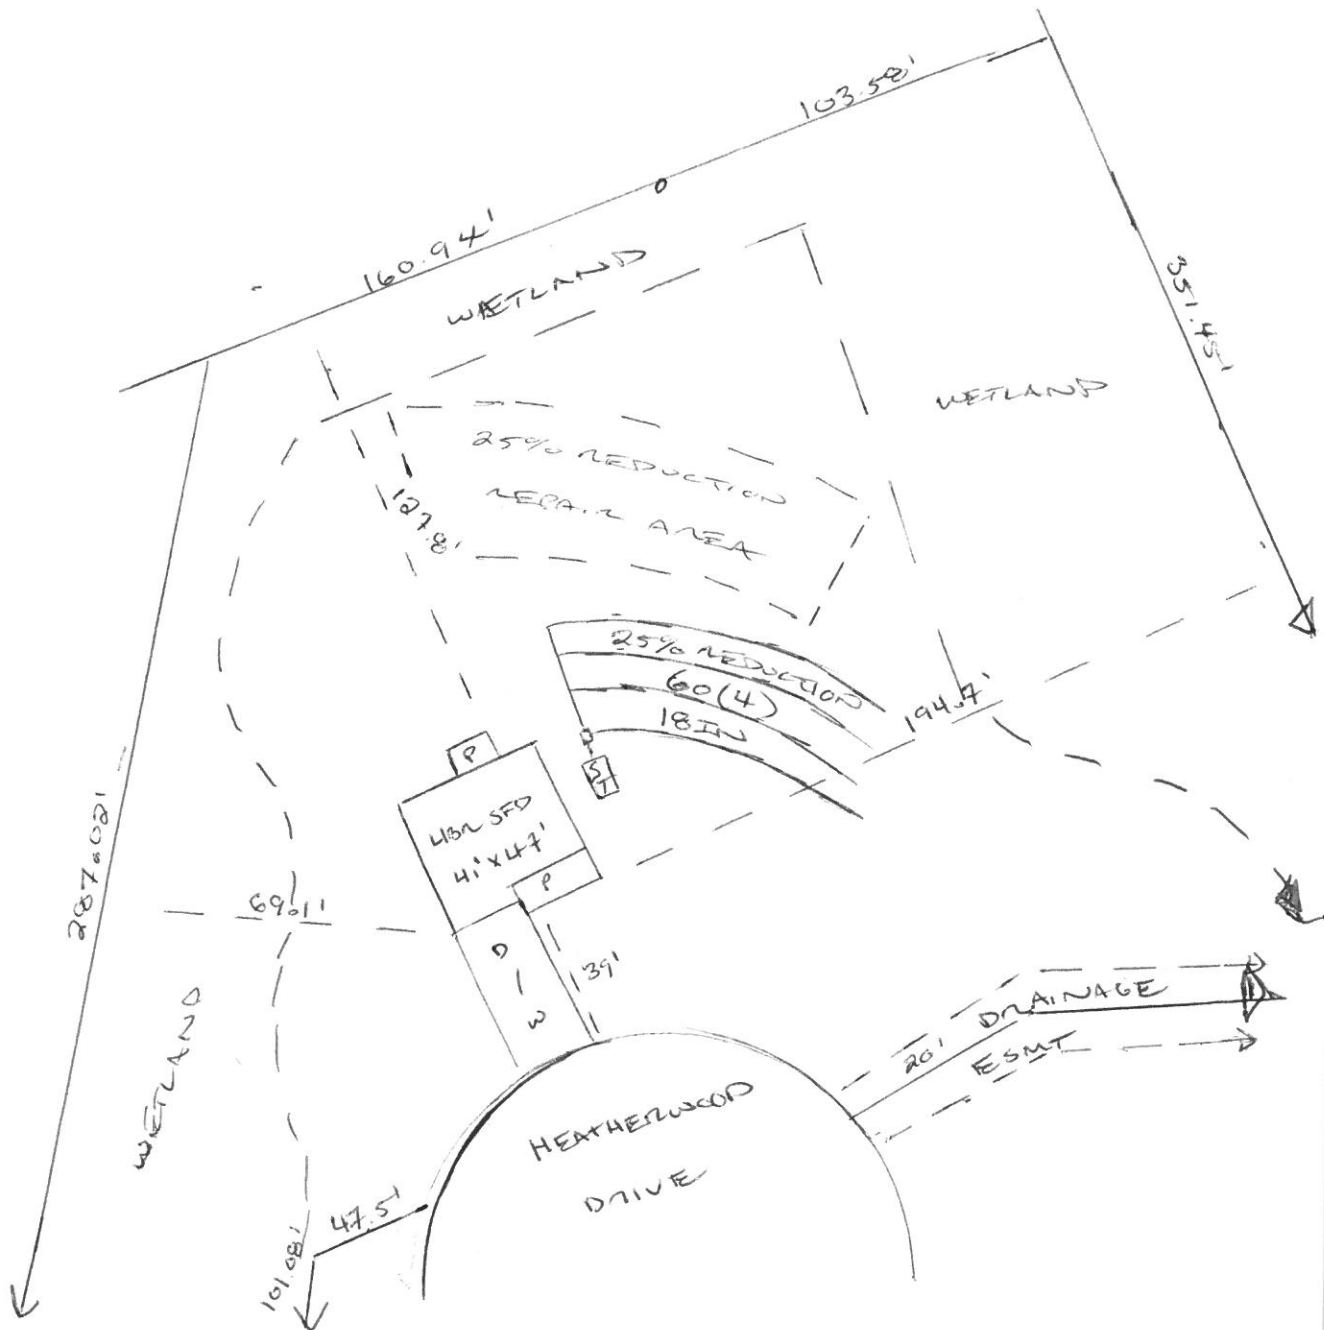 103.58'
160.94'
WETLAND
351.45'
WETLAND
25% REDUCTION
REPAIR AREA
127.8'
25% REDUCTION
60(4)
18IN
194.7'
P
ST
4BR SFD
41'x47'
P
287.02'
69.1'
D-W
39'
DRAINAGE
20'
ESMT
WETLAND
HEATHERWOOD
DRIVE
47.5'
101.08'